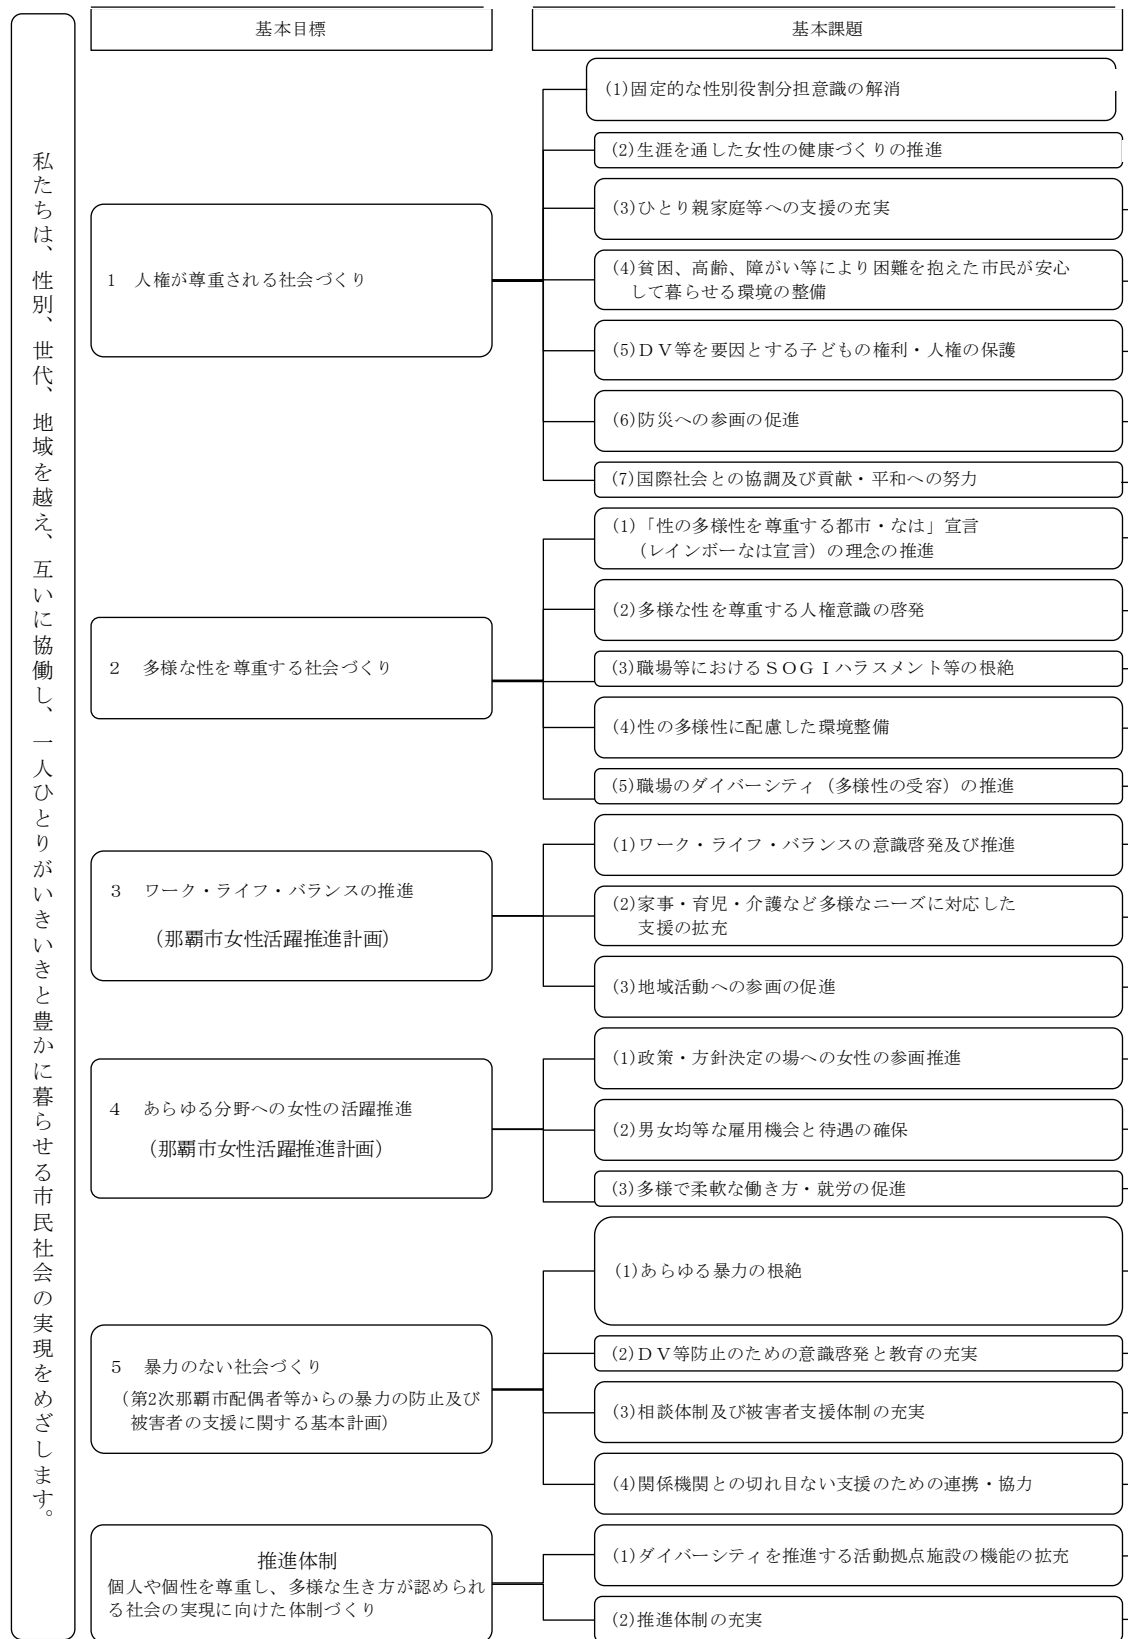 私たちは、性別、世代、地域を越え、互いに協働し、一人ひとりがいきいきと豊かに暮らせる市民社会の実現をめざします。
基本目標
基本課題
1 人権が尊重される社会づくり
(1)固定的な性別役割分担意識の解消
(2)生涯を通した女性の健康づくりの推進
(3)ひとり親家庭等への支援の充実
(4)貧困、高齢、障がい等により困難を抱えた市民が安心
して暮らせる環境の整備
(5)ＤＶ等を要因とする子どもの権利・人権の保護
(6)防災への参画の促進
(7)国際社会との協調及び貢献・平和への努力
2 多様な性を尊重する社会づくり
(1)「性の多様性を尊重する都市・なは」宣言
（レインボーなは宣言）の理念の推進
(2)多様な性を尊重する人権意識の啓発
(3)職場等におけるＳＯＧＩハラスメント等の根絶
(4)性の多様性に配慮した環境整備
(5)職場のダイバーシティ（多様性の受容）の推進
3 ワーク・ライフ・バランスの推進
（那覇市女性活躍推進計画）
(1)ワーク・ライフ・バランスの意識啓発及び推進
(2)家事・育児・介護など多様なニーズに対応した
支援の拡充
(3)地域活動への参画の促進
4 あらゆる分野への女性の活躍推進
（那覇市女性活躍推進計画）
(1)政策・方針決定の場への女性の参画推進
(2)男女均等な雇用機会と待遇の確保
(3)多様で柔軟な働き方・就労の促進
5 暴力のない社会づくり
（第2次那覇市配偶者等からの暴力の防止及び
被害者の支援に関する基本計画）
(1)あらゆる暴力の根絶
(2)ＤＶ等防止のための意識啓発と教育の充実
(3)相談体制及び被害者支援体制の充実
(4)関係機関との切れ目ない支援のための連携・協力
推進体制
個人や個性を尊重し、多様な生き方が認められ
る社会の実現に向けた体制づくり
(1)ダイバーシティを推進する活動拠点施設の機能の拡充
(2)推進体制の充実